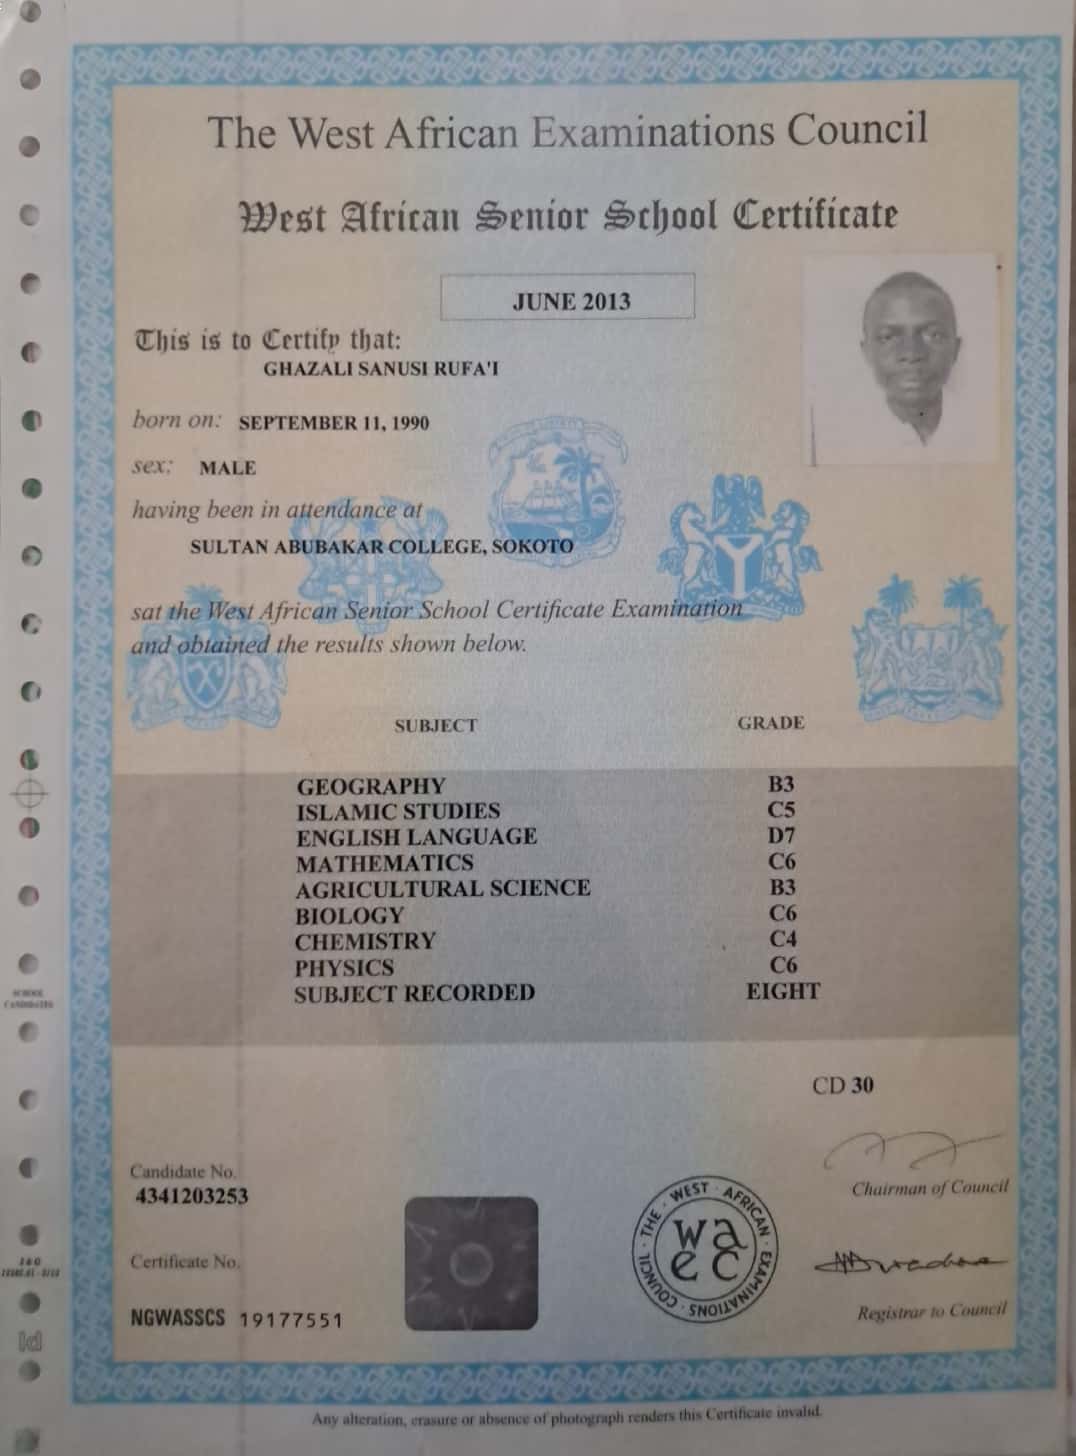 The West African Examinations Council
West African Senior School Certificate
JUNE 2013
This is to Certify that:
GHAZALI SANUSI RUFA'I
born on: SEPTEMBER 11, 1990
sex: MALE
having been in attendance at
SULTAN ABUBAKAR COLLEGE, SOKOTO
sat the West African Senior School Certificate Examination
and obtained the results shown below.
SUBJECT GRADE
GEOGRAPHY B3
ISLAMIC STUDIES C5
ENGLISH LANGUAGE D7
MATHEMATICS C6
AGRICULTURAL SCIENCE B3
BIOLOGY C6
CHEMISTRY C4
PHYSICS C6
SUBJECT RECORDED EIGHT
SCHOOL
CANDIDATES
CD 30
Candidate No.
4341203253
Chairman of Council
THE · WEST · AFRICAN · EXAMINATIONS · COUNCIL ·
wa
ec
Certificate No.
NGWASSCS 19177551
Registrar to Council
Any alteration, erasure or absence of photograph renders this Certificate invalid.